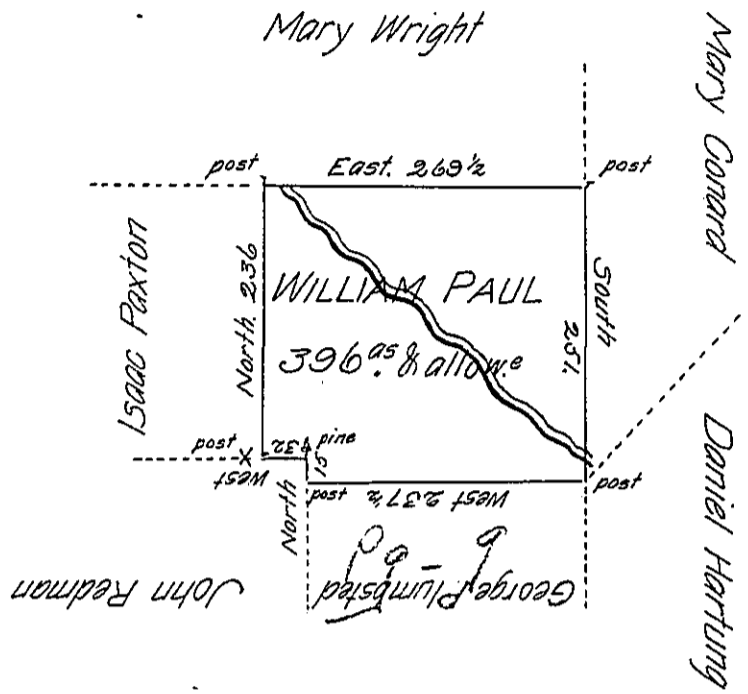 Mary Wright
Mary Conard
post
East. 269½
post
Isaac Paxton
North. 236
WILLIAM PAUL
396 as. & allowe.
South
251.
post
West
32
pine
15
post
West 237½
post
North
John Redman
George Plumsted
Daniel Hartung